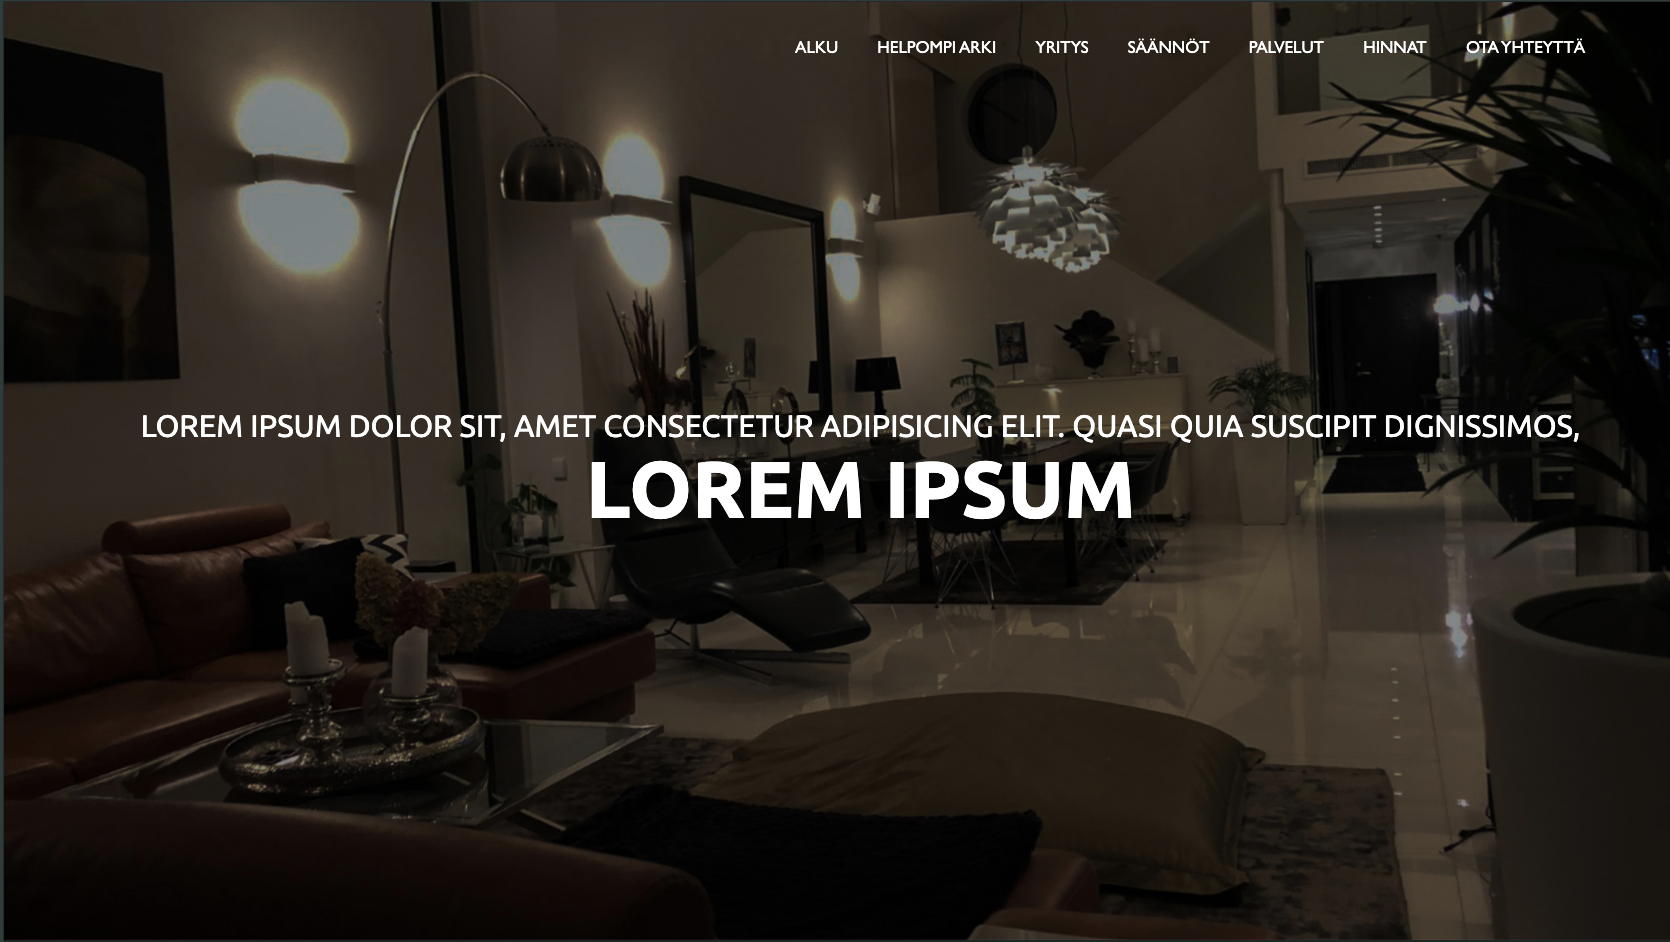 ALKU HELPOMPI ARKI YRITYS SÄÄNNÖT PALVELUT HINNAT OTA YHTEYTTÄ
LOREM IPSUM DOLOR SIT, AMET CONSECTETUR ADIPISICING ELIT. QUASI QUIA SUSCIPIT DIGNISSIMOS,
LOREM IPSUM